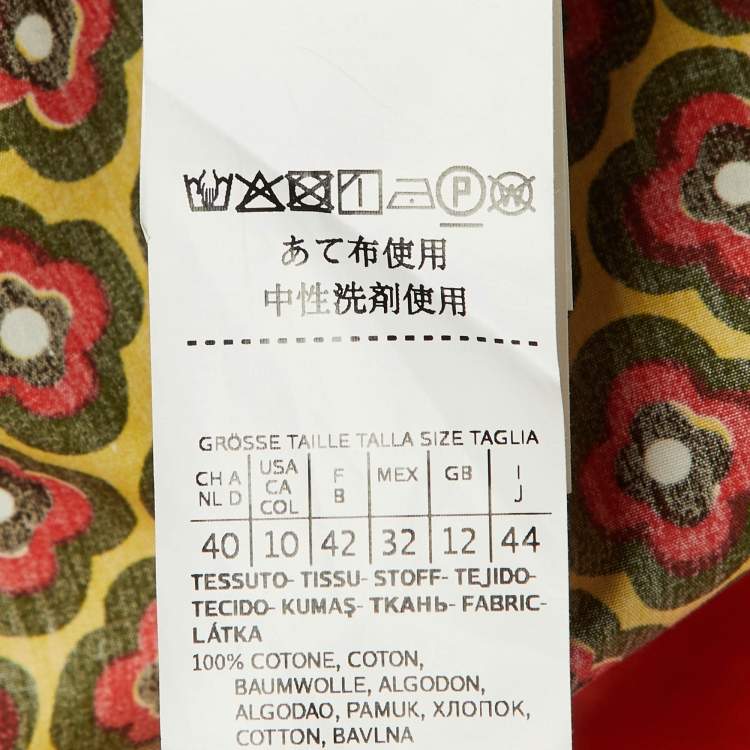 P W
あて布使用
中性洗剤使用
GRÖSSE TAILLE TALLA SIZE TAGLIA
CH A NL D USA CA COL F B MEX GB I J
40 10 42 32 12 44
TESSUTO- TISSU- STOFF- TEJIDO-
TECIDO- KUMAŞ- ТКАНЬ- FABRIC-
LÁTKA
100% COTONE, COTON,
BAUMWOLLE, ALGODON,
ALGODAO, PAMUK, ХЛОПОК,
COTTON, BAVLNA